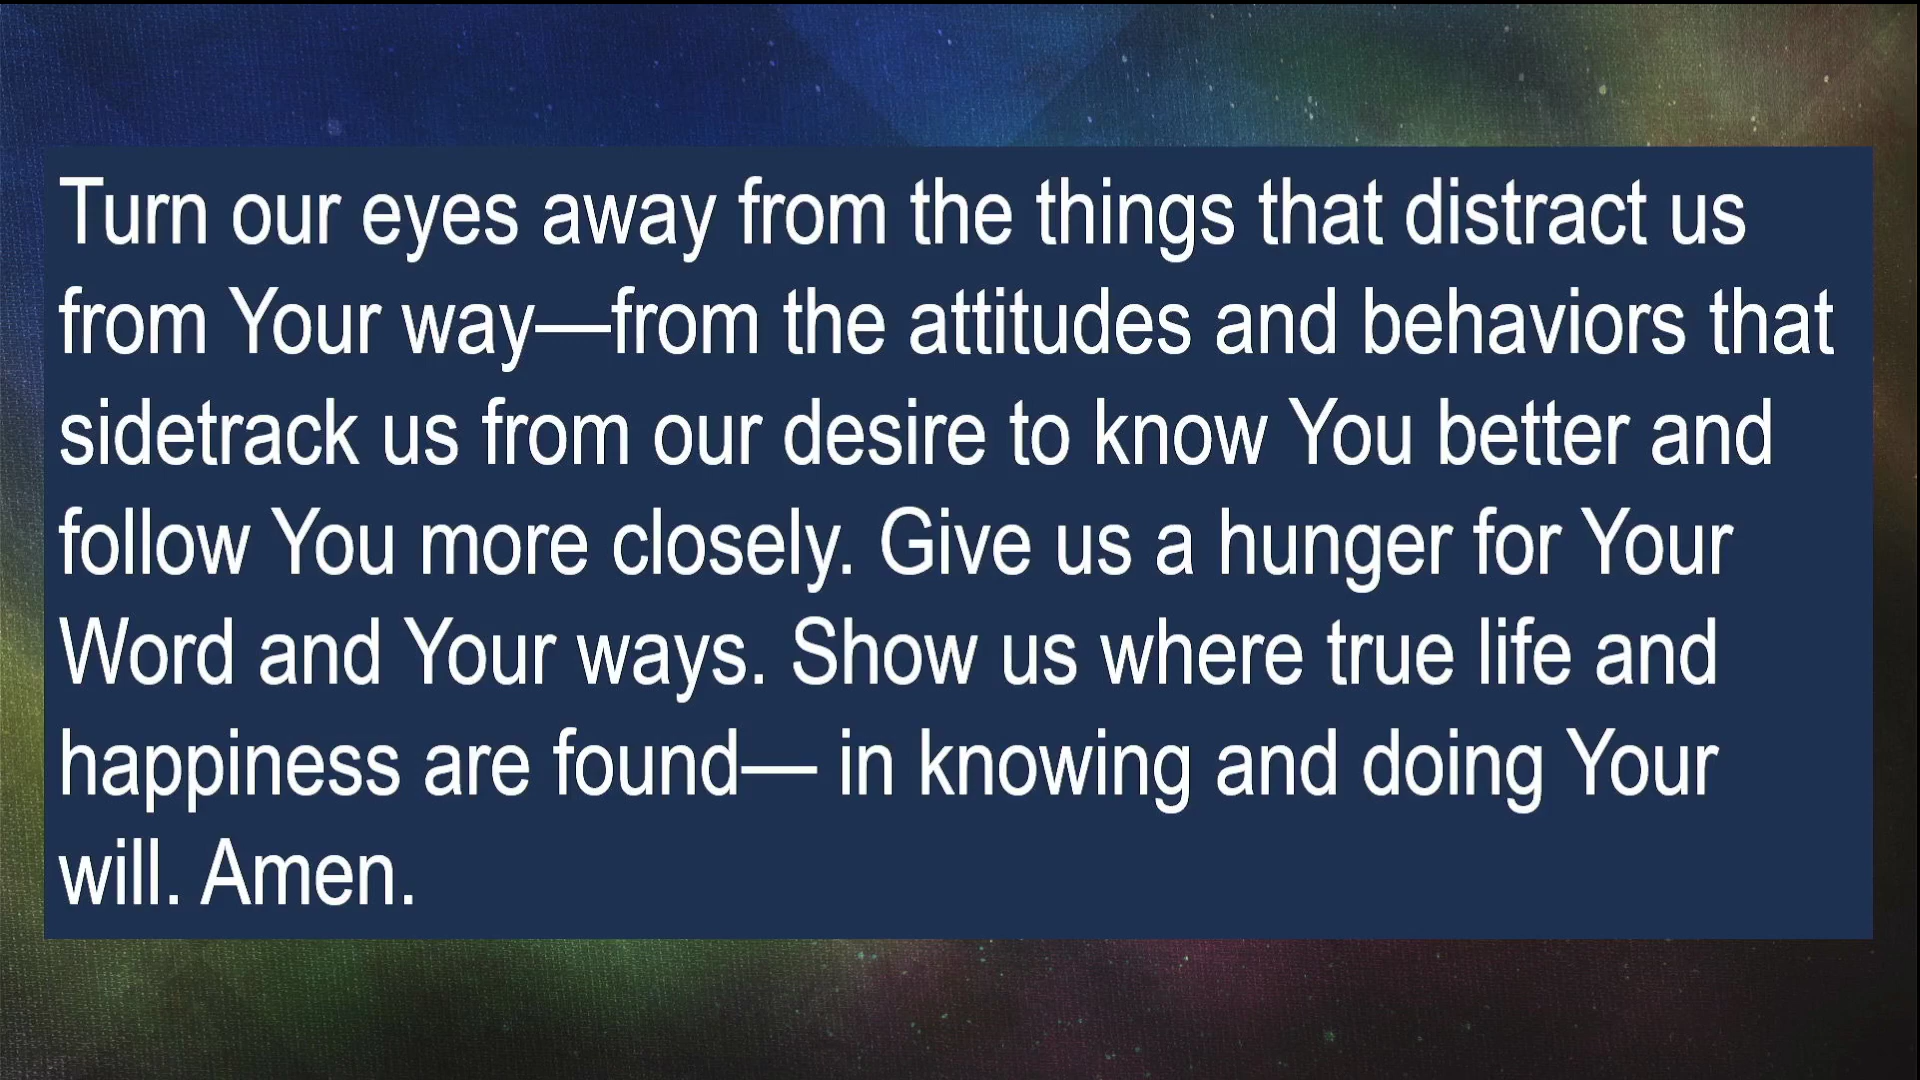 Turn our eyes away from the things that distract us
from Your way—from the attitudes and behaviors that
sidetrack us from our desire to know You better and
follow You more closely. Give us a hunger for Your
Word and Your ways. Show us where true life and
happiness are found— in knowing and doing Your
will. Amen.